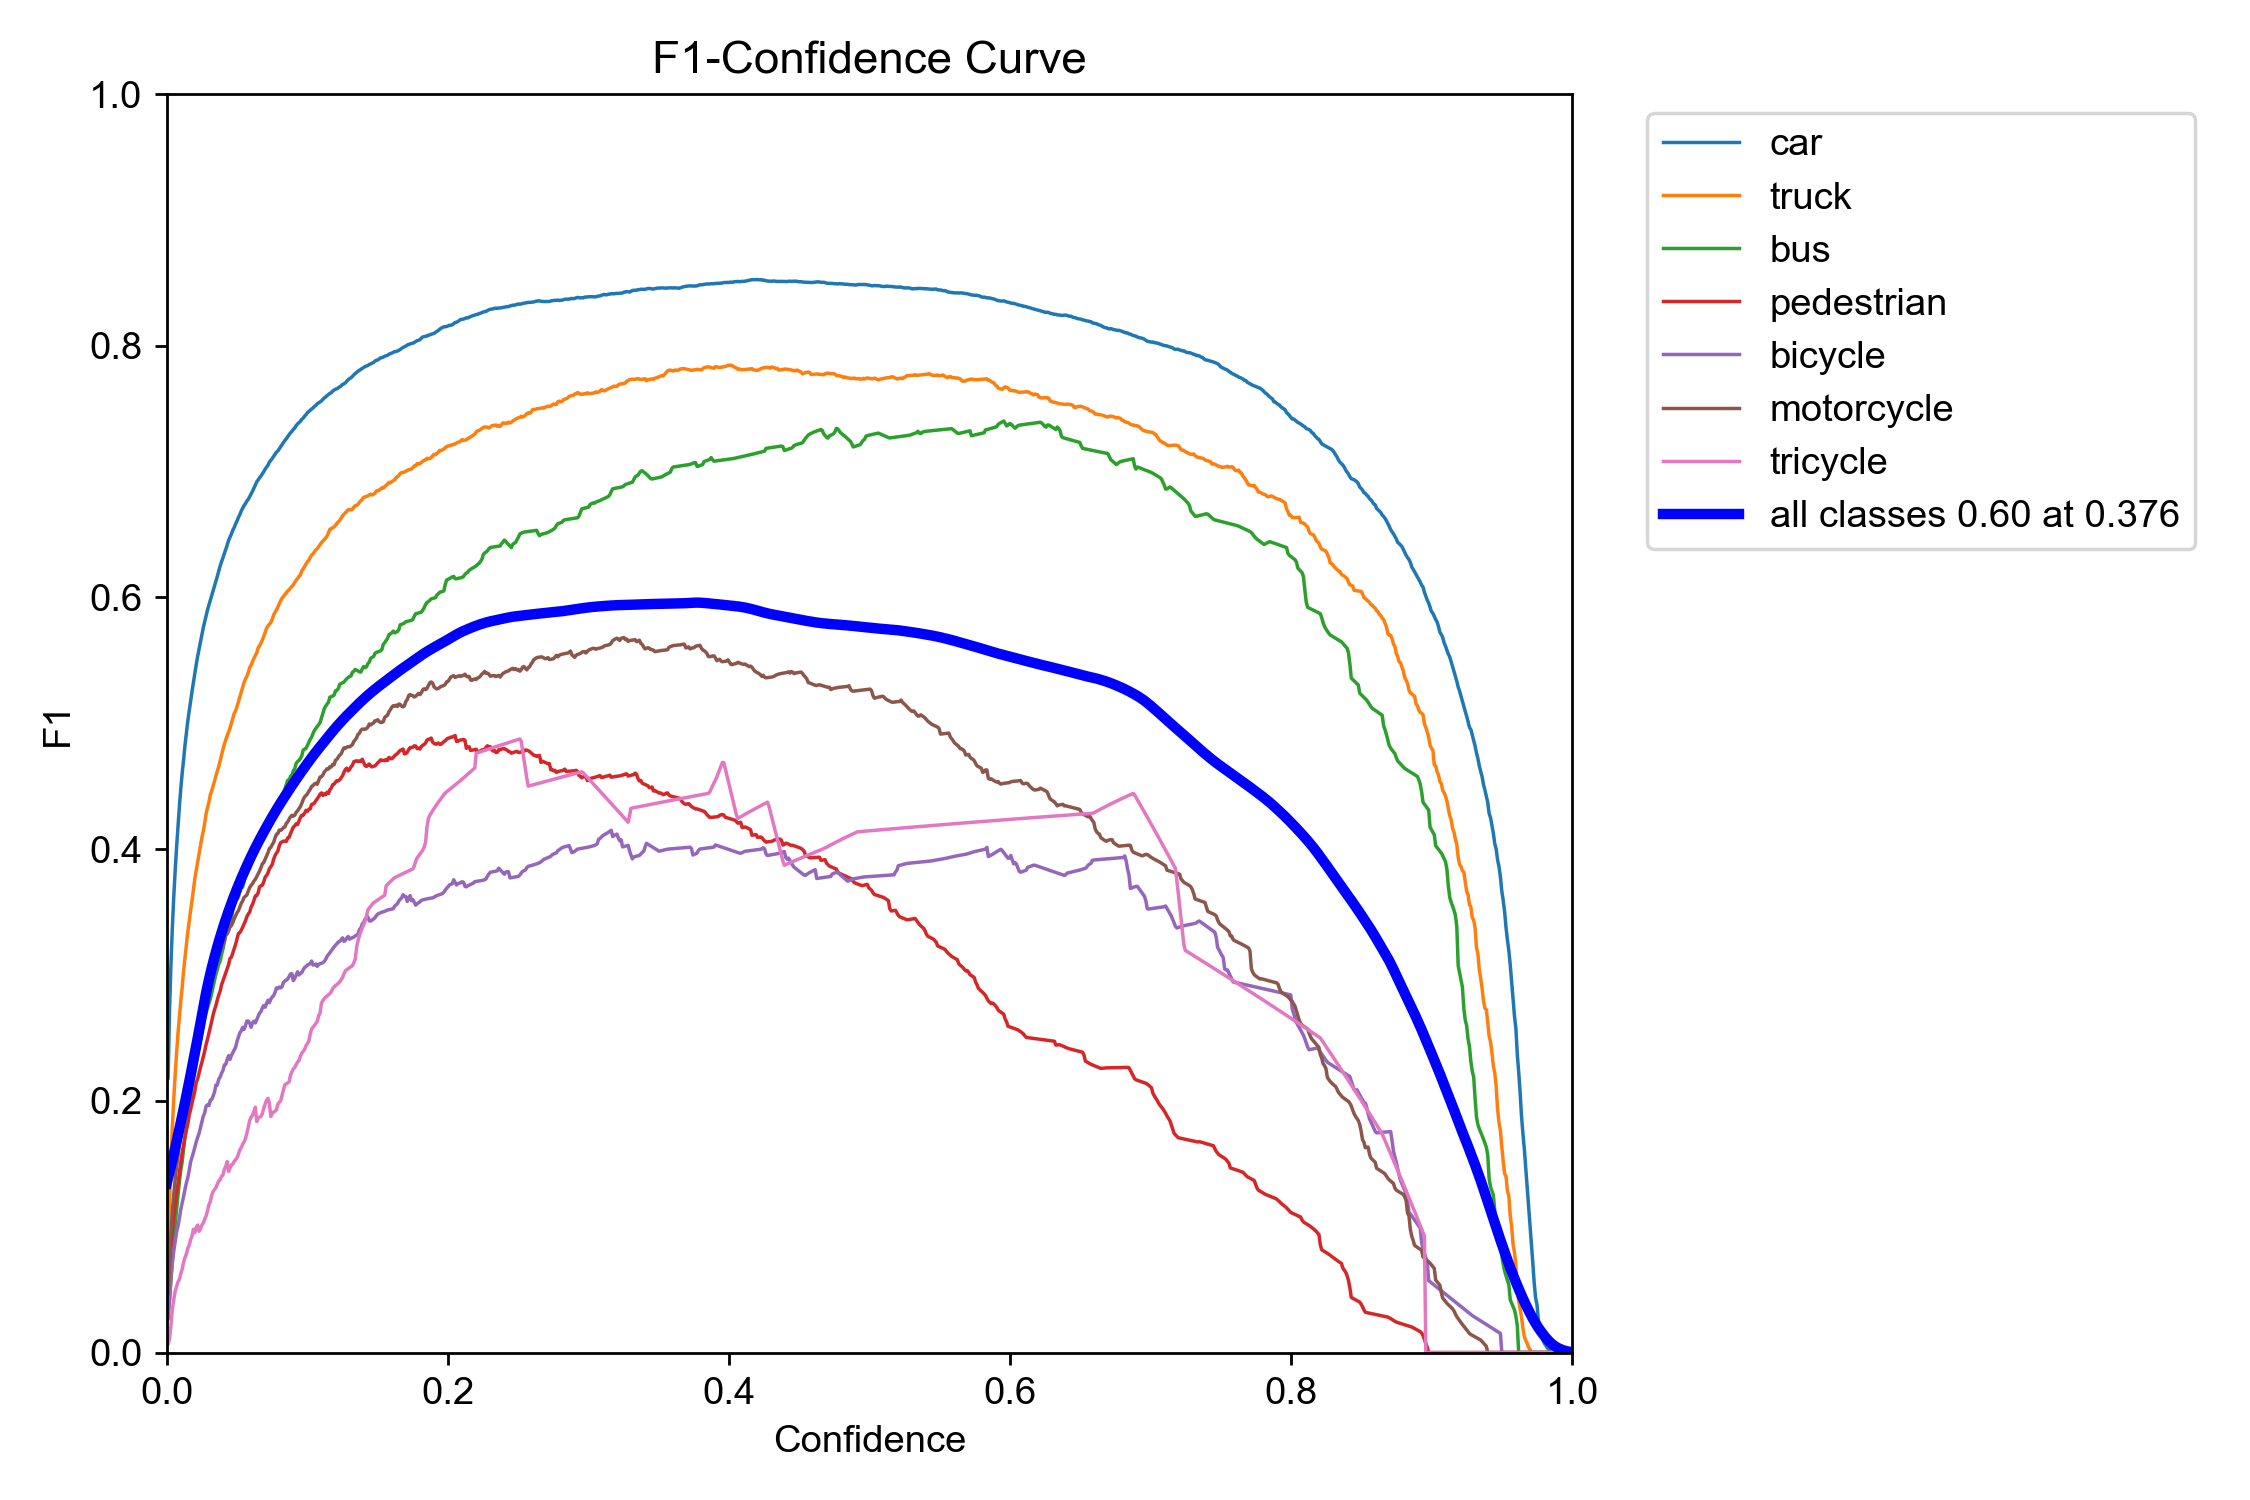 F1-Confidence Curve
1.0
0.8
0.6
0.4
0.2
0.0
F1
0.0 0.2 0.4 0.6 0.8 1.0
Confidence
car
truck
bus
pedestrian
bicycle
motorcycle
tricycle
all classes 0.60 at 0.376